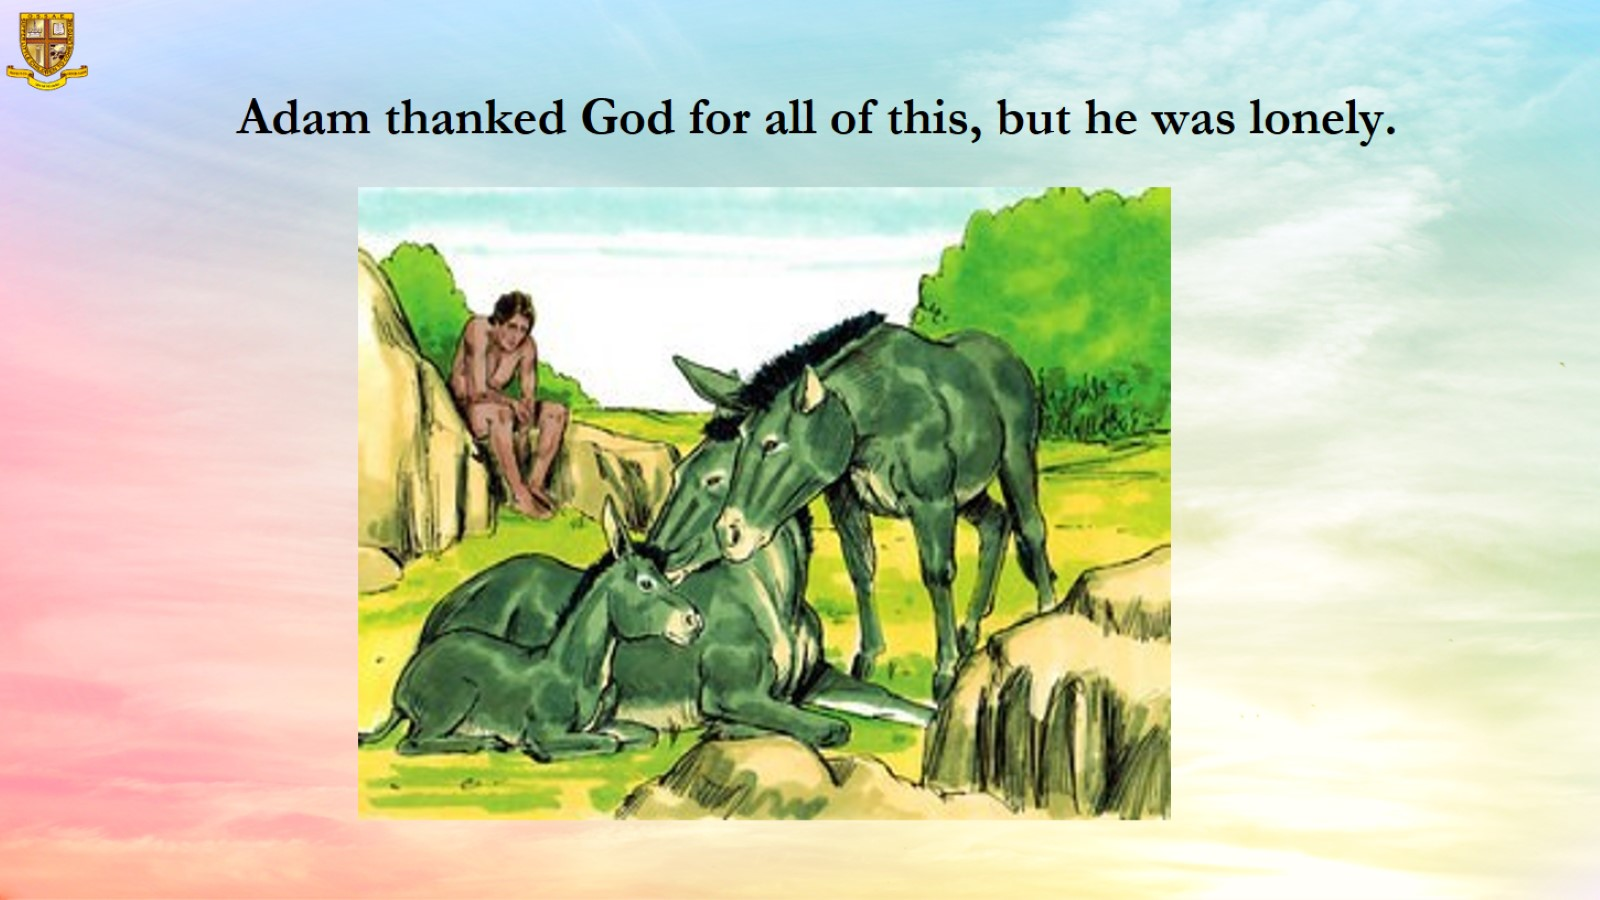 O.S.S.A.E
Adam thanked God for all of this, but he was lonely.